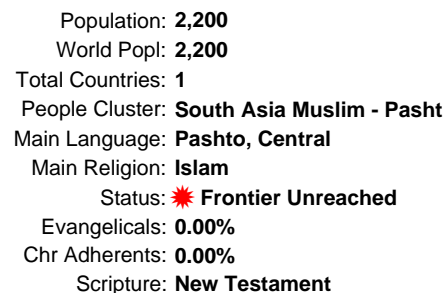 Population: 2,200
World Popl: 2,200
Total Countries: 1
People Cluster: South Asia Muslim - Pasht
Main Language: Pashto, Central
Main Religion: Islam
Status: Frontier Unreached
Evangelicals: 0.00%
Chr Adherents: 0.00%
Scripture: New Testament